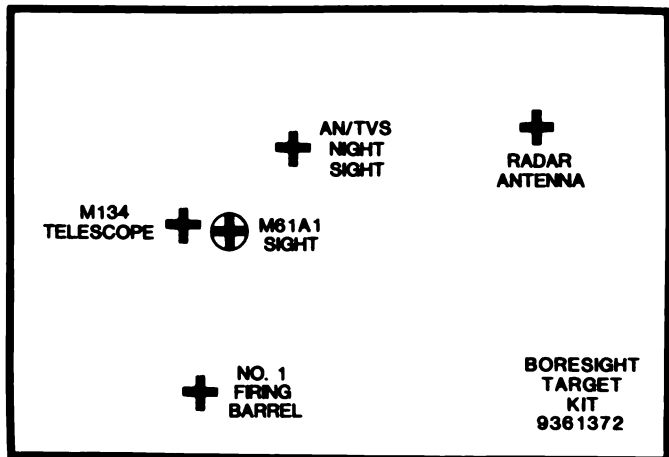 AN/TVS
NIGHT
SIGHT
RADAR
ANTENNA
M134
TELESCOPE
M61A1
SIGHT
NO. 1
FIRING
BARREL
BORESIGHT
TARGET
KIT
9361372